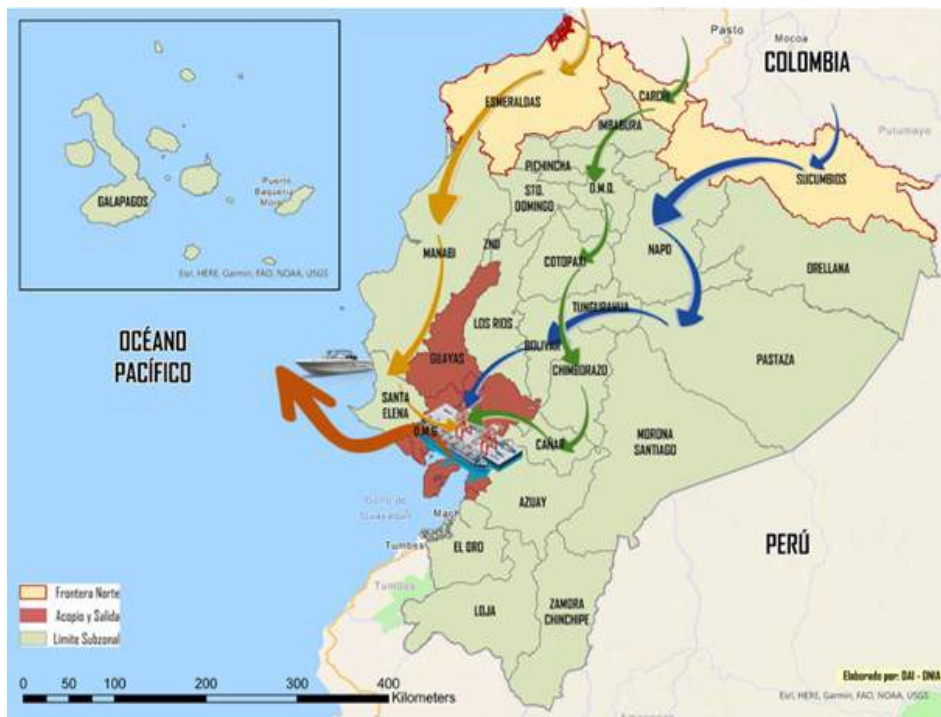 Pasto
Mocoa
COLOMBIA
CARCHI
ESMERALDAS
IMBABURA
Putumayo
PICHINCHA
SUCUMBIOS
STO.
DOMINGO
D.M.Q.
GALAPAGOS
Puerto
Baquerizo
Esri, HERE, Garmin, FAO, NOAA, USGS
MANABI
ZND
COTOPAXI
NAPO
ORELLANA
OCÉANO
PACÍFICO
LOS RIOS
TUNGURAHUA
BOLIVAR
GUAYAS
CHIMBORAZO
PASTAZA
SANTA
ELENA
D.M.G.
CAÑAR
MORONA
SANTIAGO
Golfo de
Guayaquil
AZUAY
Mach
Tumbes
EL ORO
PERÚ
Tumbes
LOJA
ZAMORA
CHINCHIPE
Frontera Norte
Acopio y Salida
Limite Subzonal
0 50 100 200 300 400
Kilometers
Elaborado por: DAI - DNIA
Esri, HERE, Garmin, FAO, NOAA, USGS